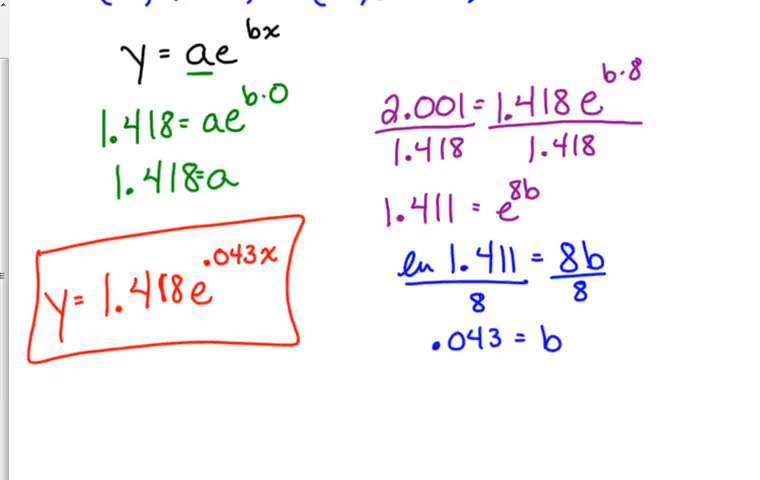 y = ae^bx
1.418 = ae^b·0
1.418 = a
y = 1.418e^.043x
2.001 = 1.418e^b·8
1.418 1.418
1.411 = e^8b
ln 1.411 = 8b
8 8
.043 = b